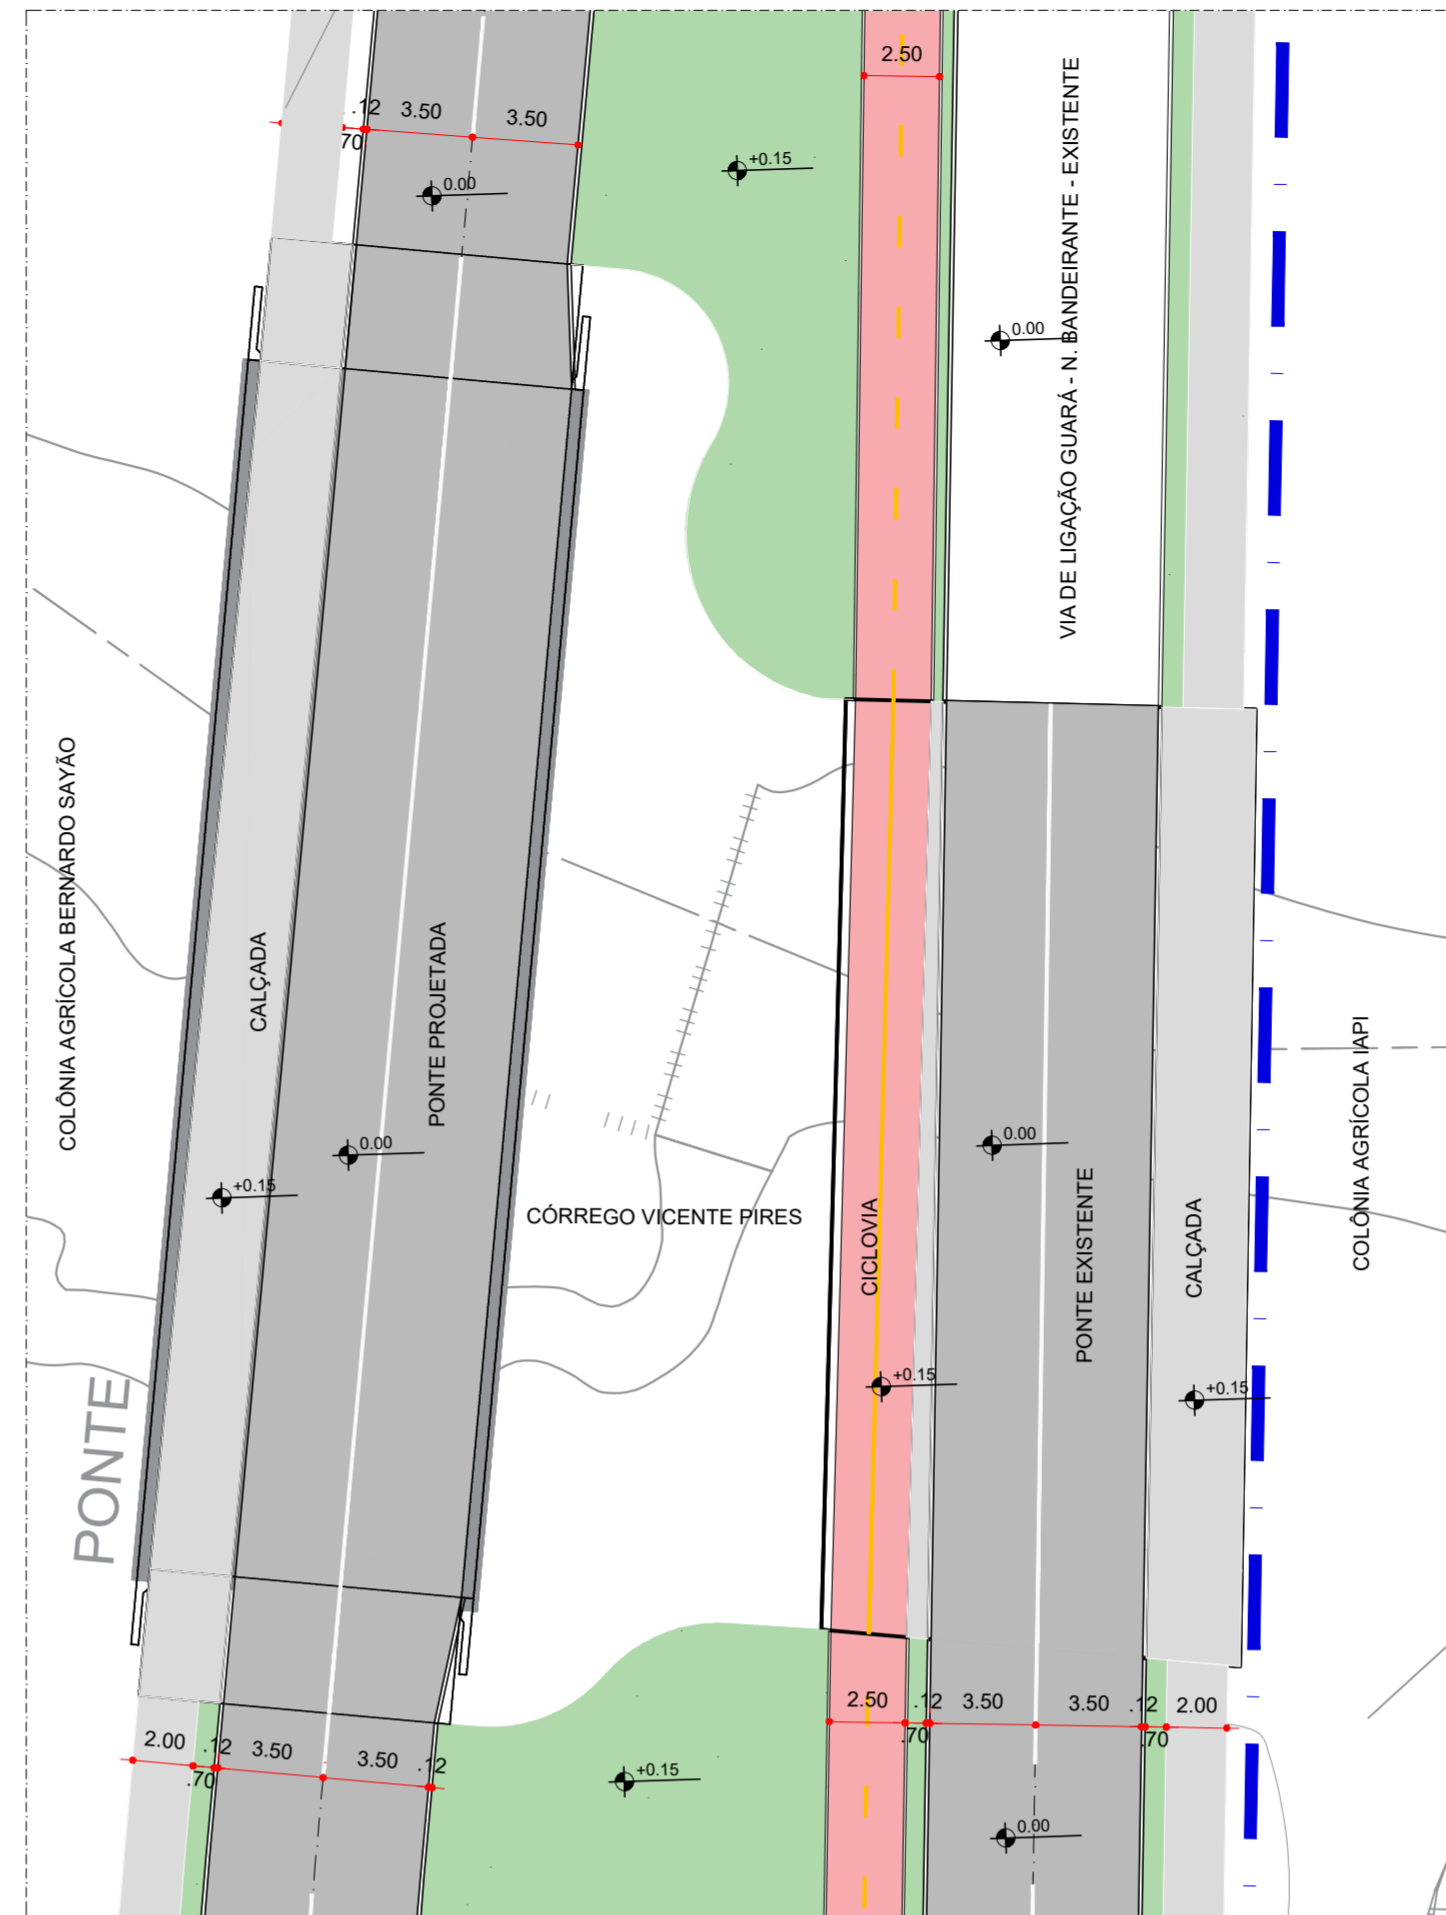 2.50
.12
3.50
3.50
.70
0.00
+0.15
VIA DE LIGAÇÃO GUARÁ - N. BANDEIRANTE - EXISTENTE
0.00
COLÔNIA AGRÍCOLA BERNARDO SAYÃO
CALÇADA
PONTE PROJETADA
COLÔNIA AGRÍCOLA IAPI
0.00
0.00
+0.15
CÓRREGO VICENTE PIRES
CICLOVIA
PONTE EXISTENTE
CALÇADA
+0.15
+0.15
PONTE
2.50
.12
3.50
3.50
.12
2.00
.70
.70
2.00
.12
3.50
3.50
.12
.70
+0.15
0.00